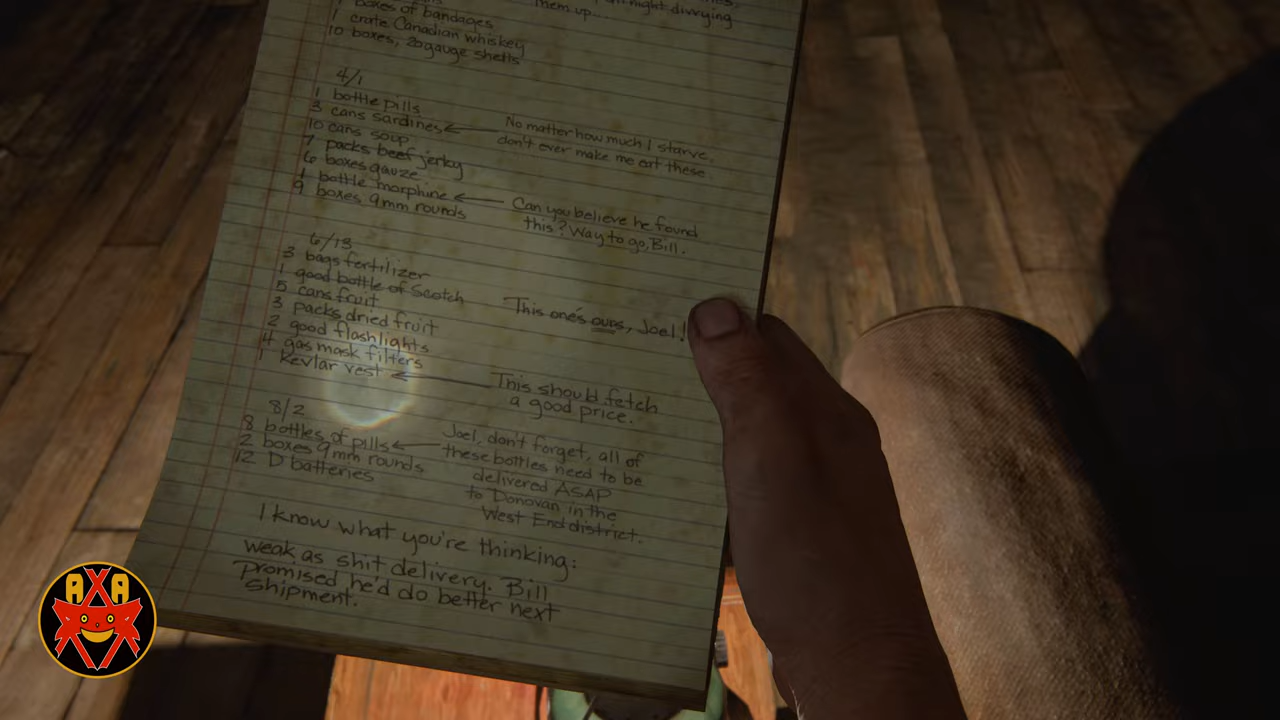 them up...
boxes of bandages
1 crate Canadian whiskey
10 boxes, 20gauge shells
4/1
1 bottle pills
3 cans sardines
10 cans soup
7 packs beef jerky
6 boxes gauze
1 bottle morphine
9 boxes 9mm rounds
No matter how much I starve,
don't ever make me eat these.
Can you believe he found
this? Way to go, Bill.
6/13
3 bags fertilizer
1 good bottle of Scotch
5 cans fruit
3 packs dried fruit
2 good flashlights
4 gas mask filters
1 Kevlar vest
This one's ours, Joel!
This should fetch
a good price.
8/2
8 bottles of pills
2 boxes 9mm rounds
12 D batteries
Joel, don't forget, all of
these bottles need to be
delivered ASAP
to Donovan in the
West End district.
I know what you're thinking:
weak as shit delivery. Bill
promised he'd do better next
shipment.
AXA